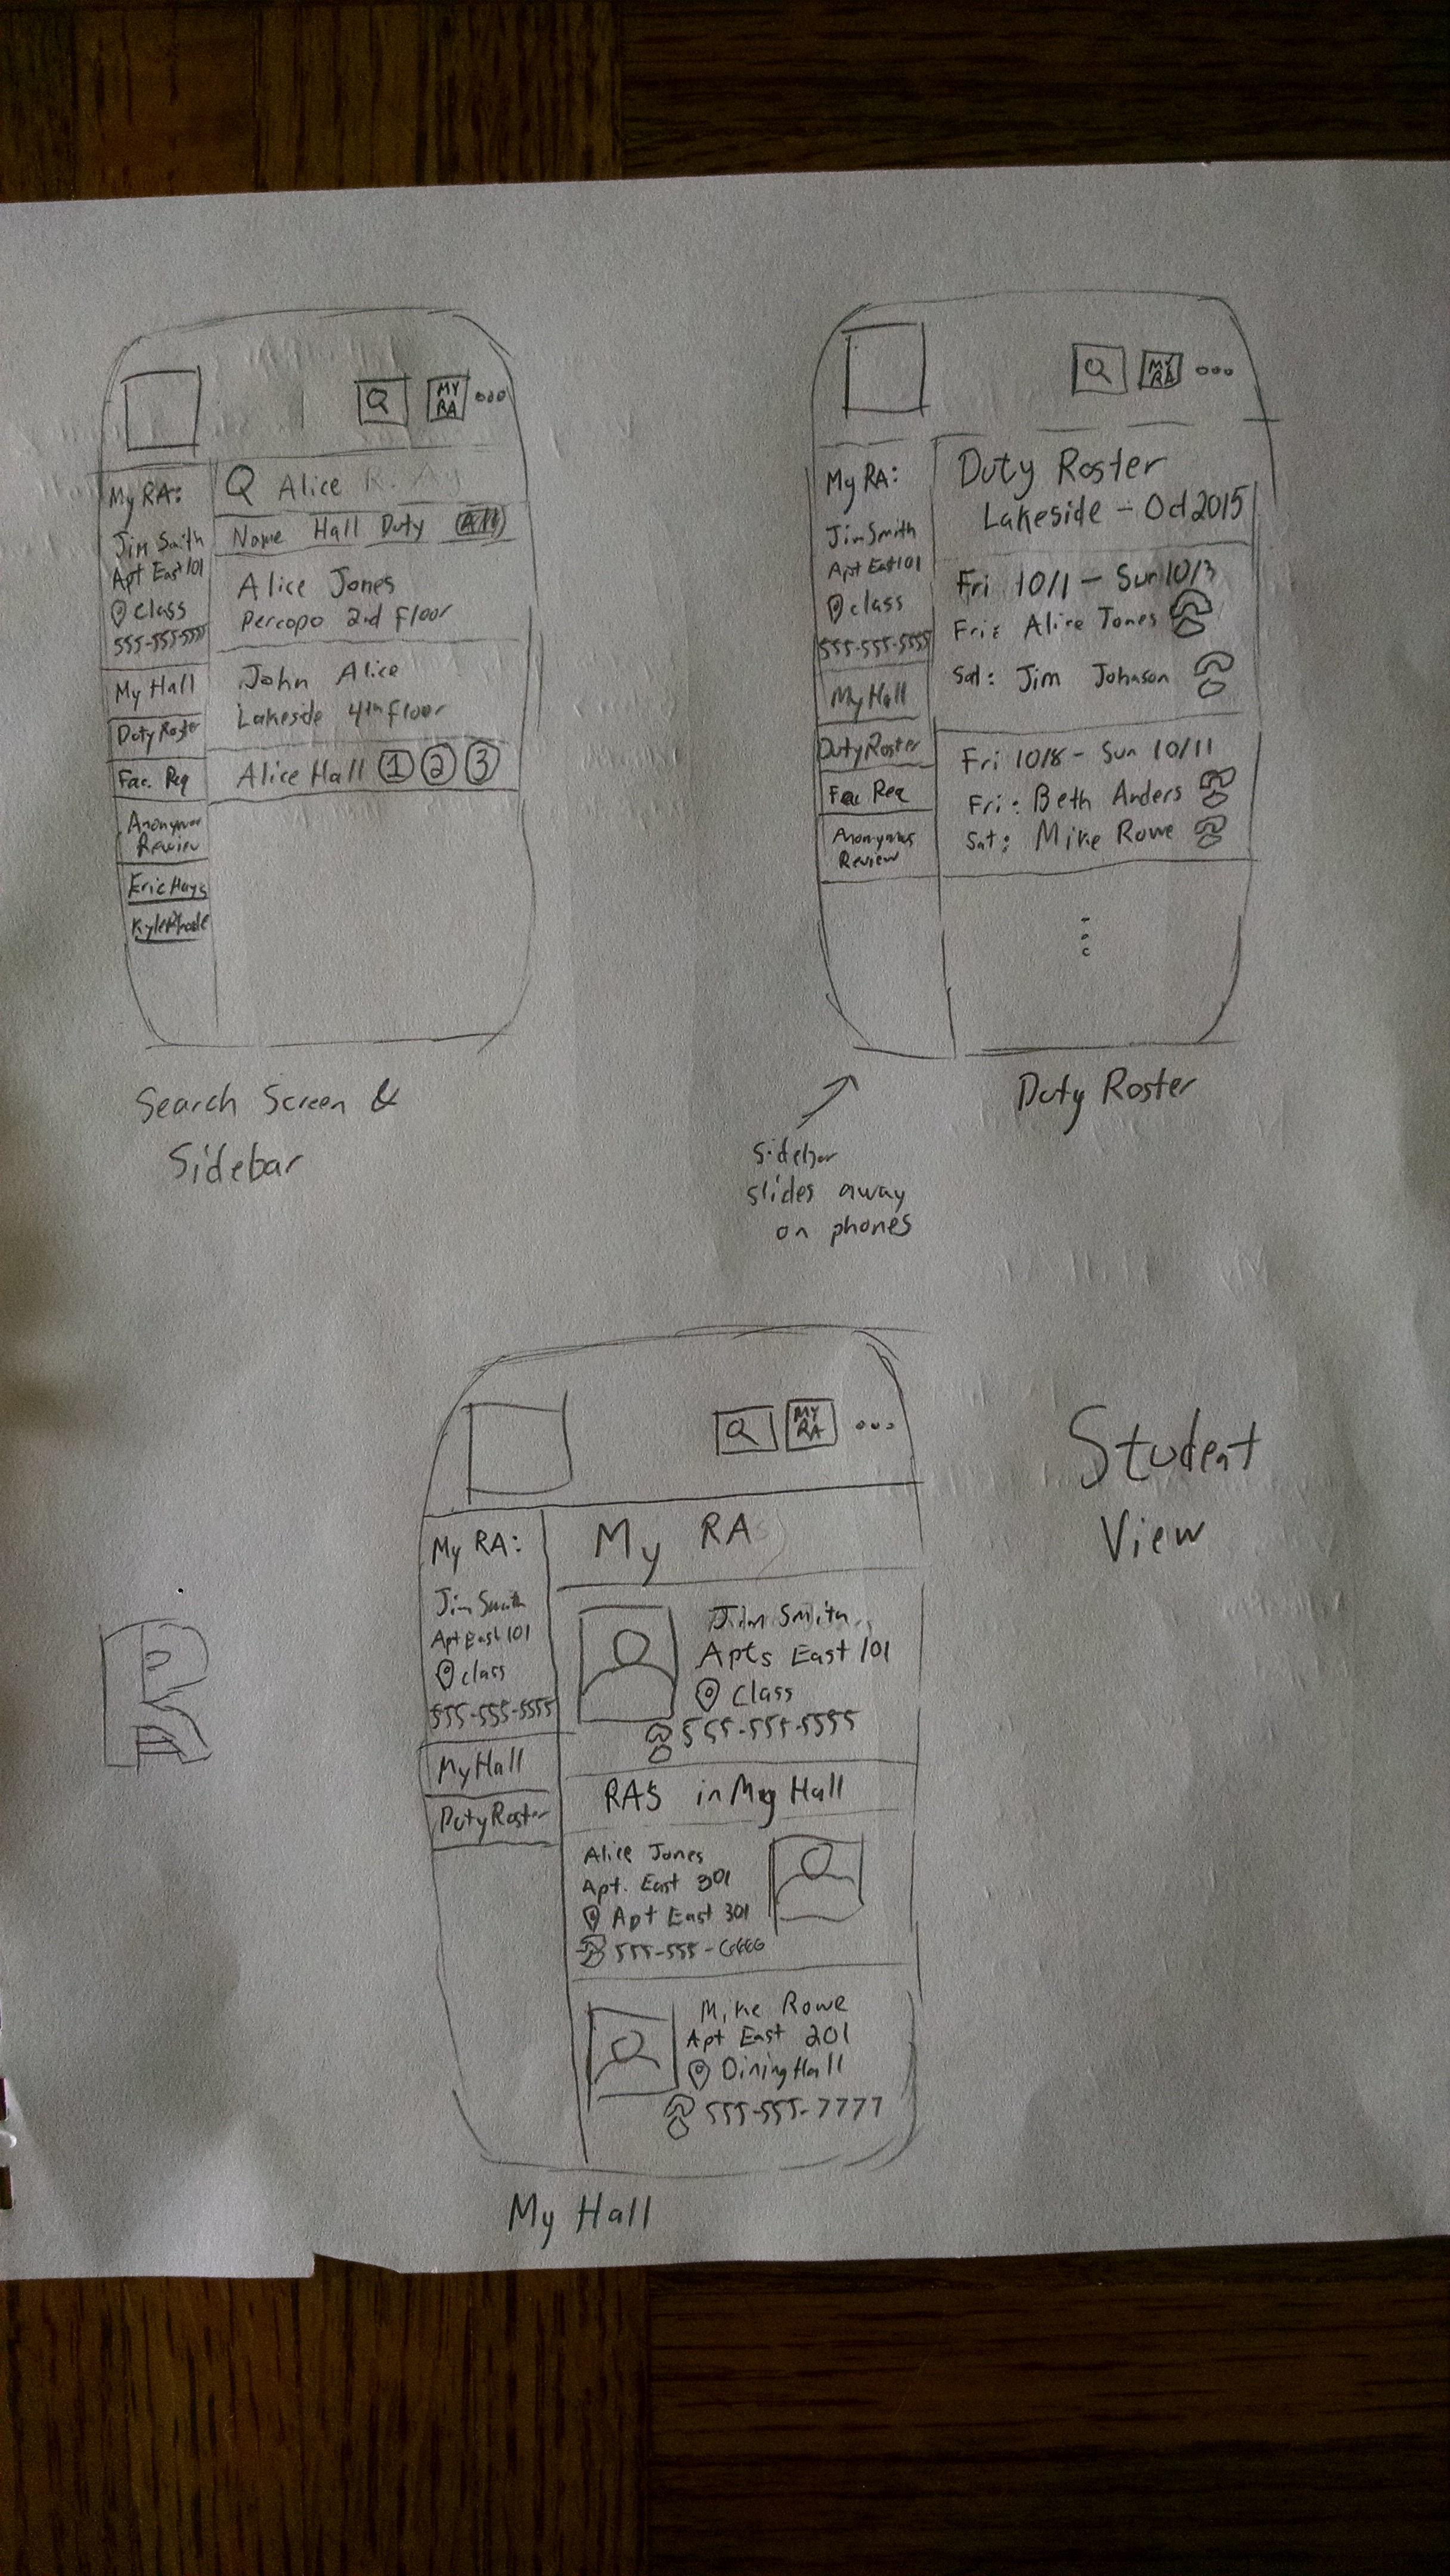 MY
RA
My RA:
Jim Smith
Apt East 101
class
555-555-5555
My Hall
Duty Roster
Fac. Req
Anonymous
Review
Eric Hays
Alice
Name Hall Duty All
Alice Jones
Percopo 2nd Floor
John Alice
Lakeside 4th floor
Alice Hall 1 2 3
Search Screen &
Sidebar
MY
RA
My RA:
Jim Smith
Apt East 101
class
555-555-5555
My Hall
Duty Roster
Fac Req
Anonymous
Review
Duty Roster
Lakeside - Oct 2015
Fri 10/1 - Sun 10/3
Fri: Alice Jones
Sat: Jim Johnson
Fri 10/8 - Sun 10/11
Fri: Beth Anders
Sat: Mike Rowe
Duty Roster
Sidebar
slides away
on phones
MY
RA
My RA:
Jim Smith
Apt East 101
class
555-555-5555
My Hall
Duty Roster
My RA
Jim Smith
Apts East 101
Class
555-555-5555
RAS in My Hall
Alice Jones
Apt. East 301
Apt East 301
555-555-6666
Mike Rowe
Apt East 201
Dining Hall
555-555-7777
My Hall
Student
View
R